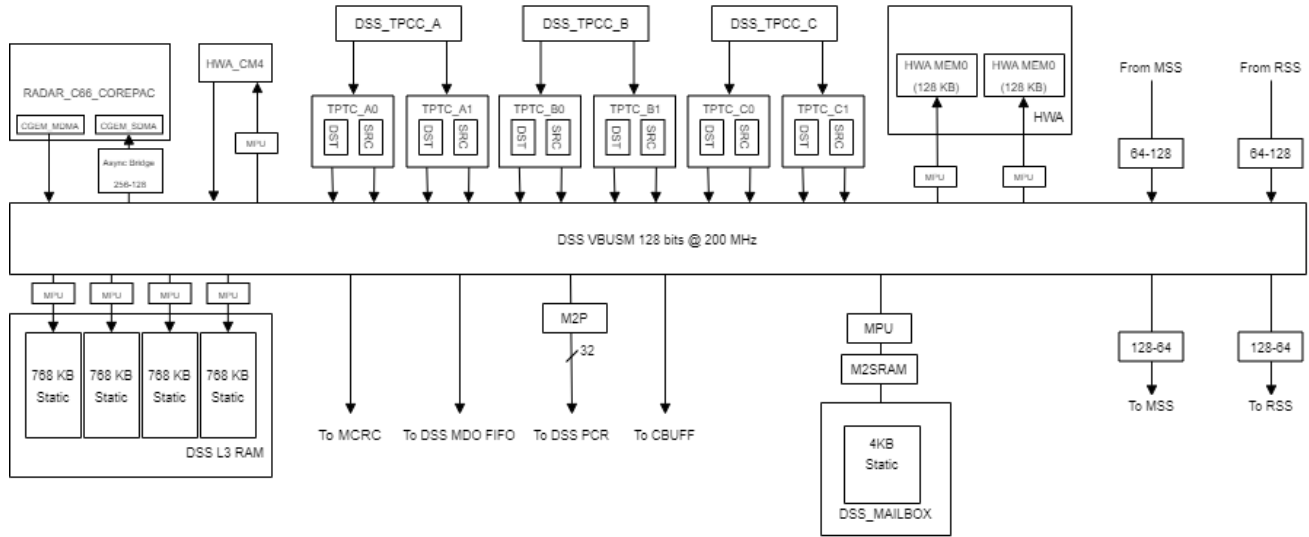 DSS_TPCC_A
DSS_TPCC_B
DSS_TPCC_C
RADAR_C66_COREPAC
CGEM_MDMA
CGEM_SDMA
Async Bridge
256-128
HWA_CM4
MPU
TPTC_A0
DST
SRC
TPTC_A1
DST
SRC
TPTC_B0
DST
SRC
TPTC_B1
DST
SRC
TPTC_C0
DST
SRC
TPTC_C1
DST
SRC
HWA MEM0
(128 KB)
HWA MEM0
(128 KB)
HWA
MPU
MPU
From MSS
64-128
From RSS
64-128
DSS VBUSM 128 bits @ 200 MHz
MPU
MPU
MPU
MPU
768 KB
Static
768 KB
Static
768 KB
Static
768 KB
Static
DSS L3 RAM
To MCRC
To DSS MDO FIFO
M2P
32
To DSS PCR
To CBUFF
MPU
M2SRAM
4KB
Static
DSS_MAILBOX
128-64
To MSS
128-64
To RSS